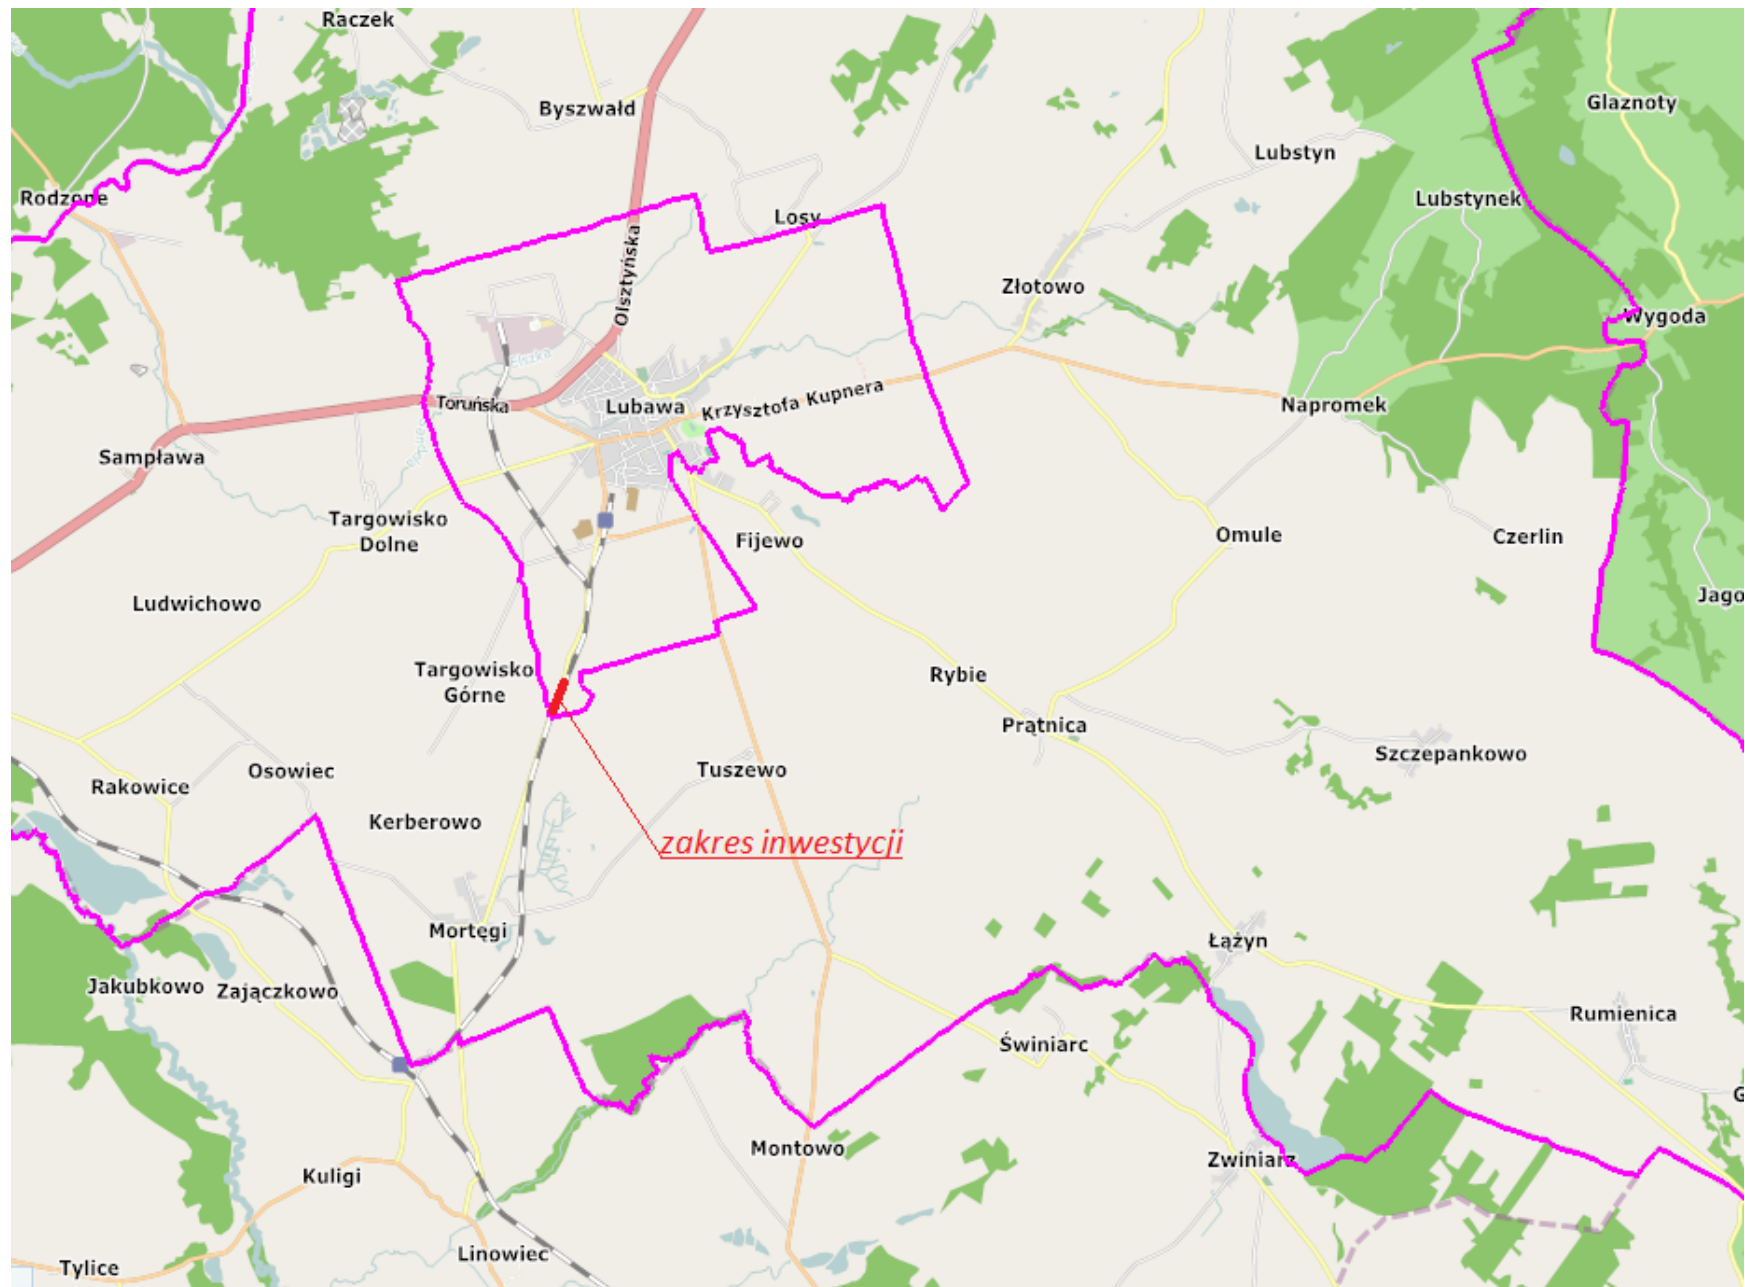 Raczek
Byszwałd
Glaznoty
Lubstyn
Rodzone
Lubstynek
Losy
Olsztyńska
Złotowo
Wygoda
Elszka
Toruńska
Lubawa
Krzysztofa Kupnera
Napromek
Sampława
Targowisko
Dolne
Fijewo
Omule
Czerlin
Ludwichowo
Jago
Targowisko
Górne
Rybie
Prątnica
Szczepankowo
Osowiec
Tuszewo
Rakowice
Kerberowo
zakres inwestycji
Mortęgi
Łążyn
Jakubkowo
Zajączkowo
Rumienica
Świniarc
G
Montowo
Zwiniarz
Kuligi
Linowiec
Tylice